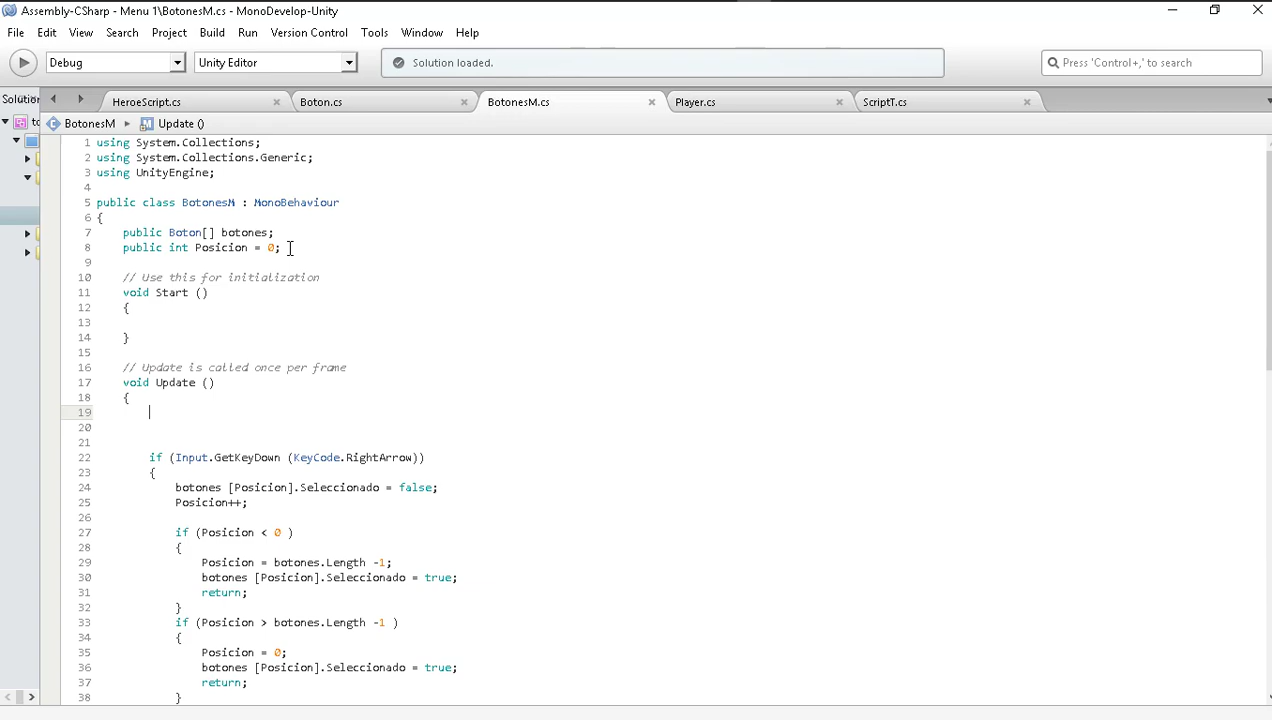 Assembly-CSharp - Menu 1\BotonesM.cs - MonoDevelop-Unity
File Edit View Search Project Build Run Version Control Tools Window Help
Debug Unity Editor Solution loaded. Press 'Control+,' to search
Solution HeroeScript.cs Boton.cs BotonesM.cs Player.cs ScriptT.cs
BotonesM Update ()
1 using System.Collections;
2 using System.Collections.Generic;
3 using UnityEngine;
4
5 public class BotonesM : MonoBehaviour
6 {
7 public Boton[] botones;
8 public int Posicion = 0;
9
10 // Use this for initialization
11 void Start ()
12 {
13
14 }
15
16 // Update is called once per frame
17 void Update ()
18 {
19
20
21
22 if (Input.GetKeyDown (KeyCode.RightArrow))
23 {
24 botones [Posicion].Seleccionado = false;
25 Posicion++;
26
27 if (Posicion < 0 )
28 {
29 Posicion = botones.Length -1;
30 botones [Posicion].Seleccionado = true;
31 return;
32 }
33 if (Posicion > botones.Length -1 )
34 {
35 Posicion = 0;
36 botones [Posicion].Seleccionado = true;
37 return;
38 }